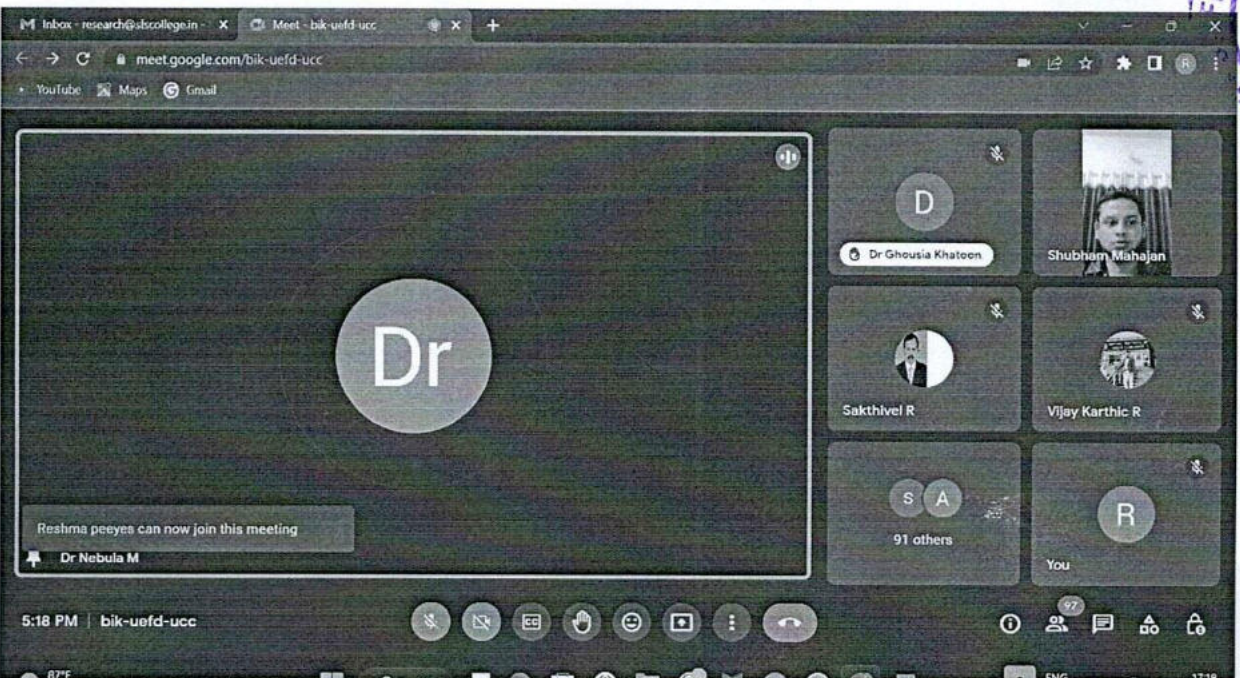 Inbox - research@slscollege.in -
Meet - bik-uefd-ucc
meet.google.com/bik-uefd-ucc
R
YouTube
Maps
Gmail
Dr
Reshma peeyes can now join this meeting
Dr Nebula M
D
Dr Ghousia Khatoon
Shubham Mahajan
Sakthivel R
Vijay Karthic R
S A
91 others
R
You
5:18 PM | bik-uefd-ucc
CC
97
87°F
ENG
17:18